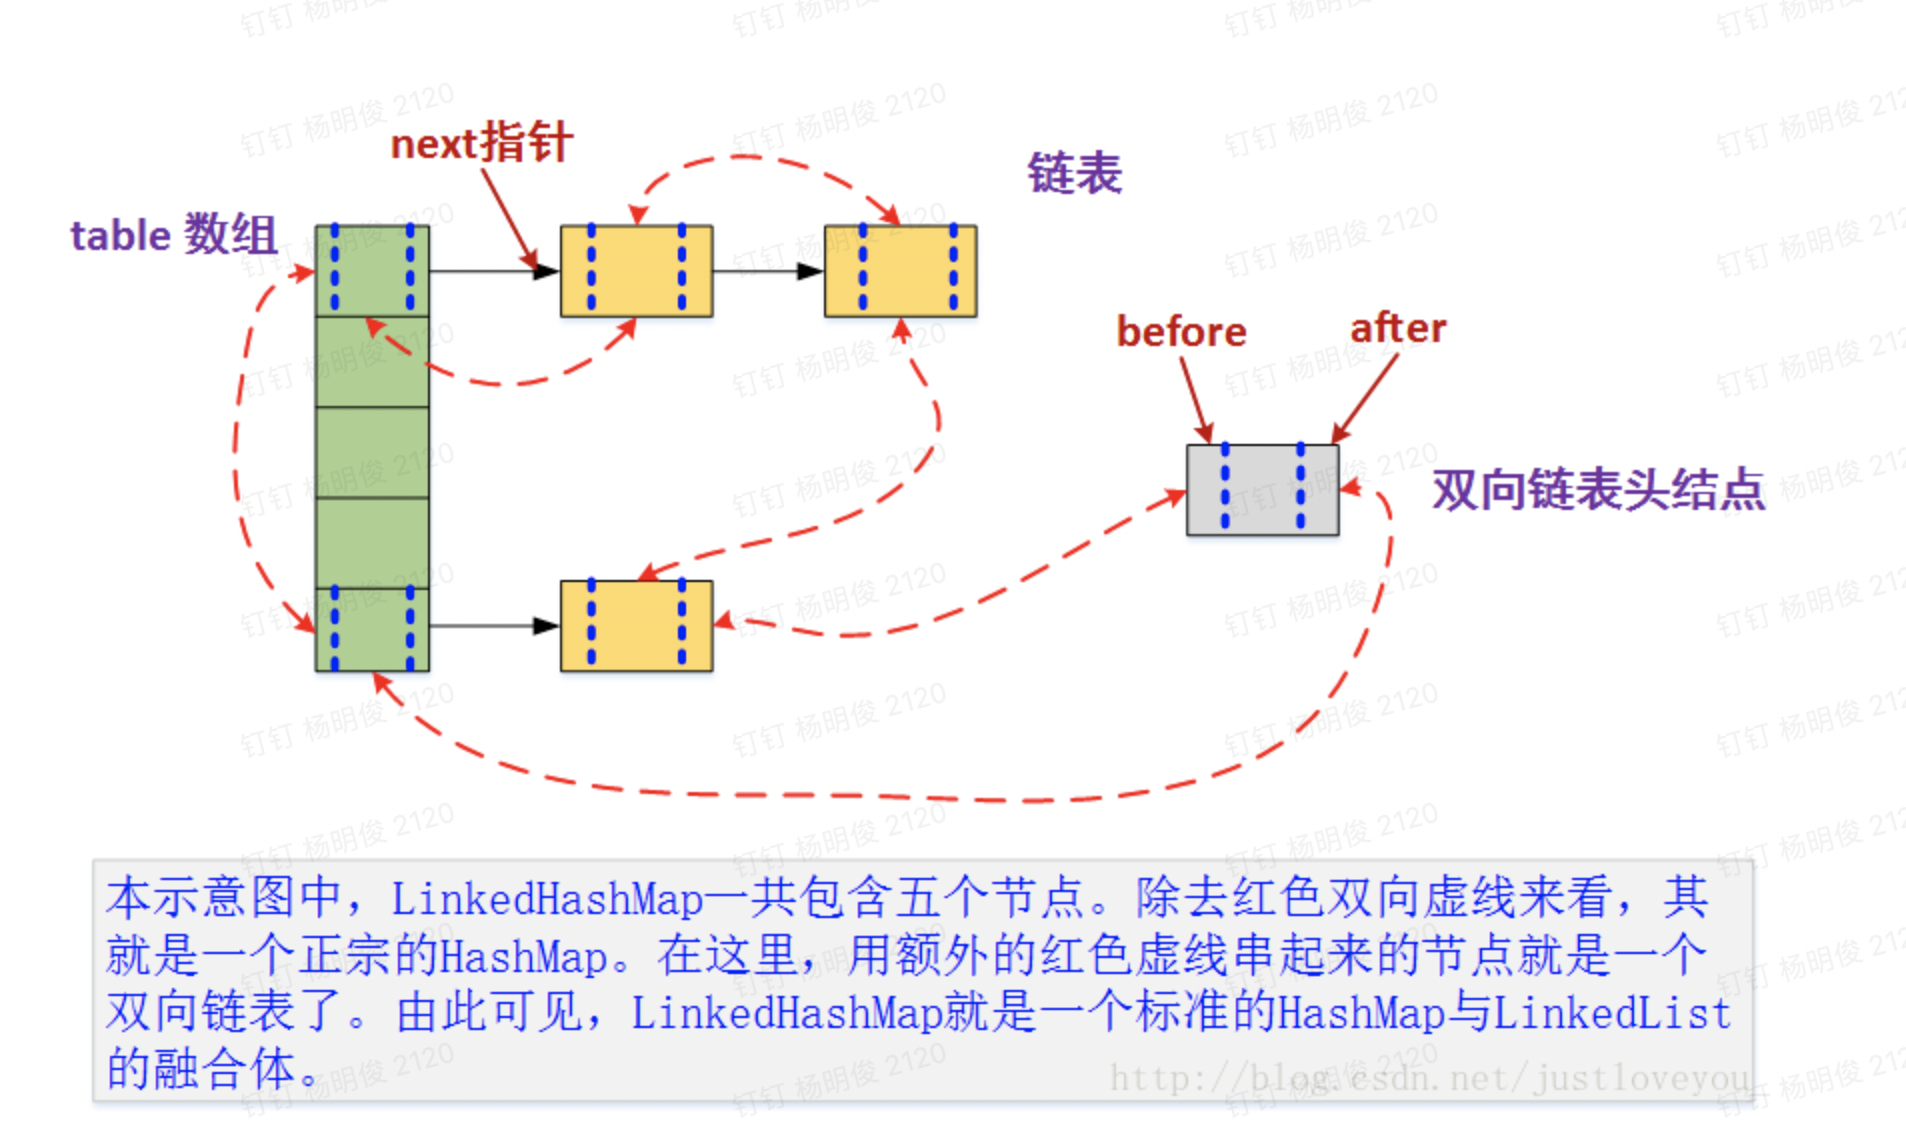 next指针
链表
table 数组
before
after
双向链表头结点
本示意图中，LinkedHashMap一共包含五个节点。除去红色双向虚线来看，其
就是一个正宗的HashMap。在这里，用额外的红色虚线串起来的节点就是一个
双向链表了。由此可见，LinkedHashMap就是一个标准的HashMap与LinkedList
的融合体。
http://blog.csdn.net/justloveyou_
钉钉 杨明俊 2120